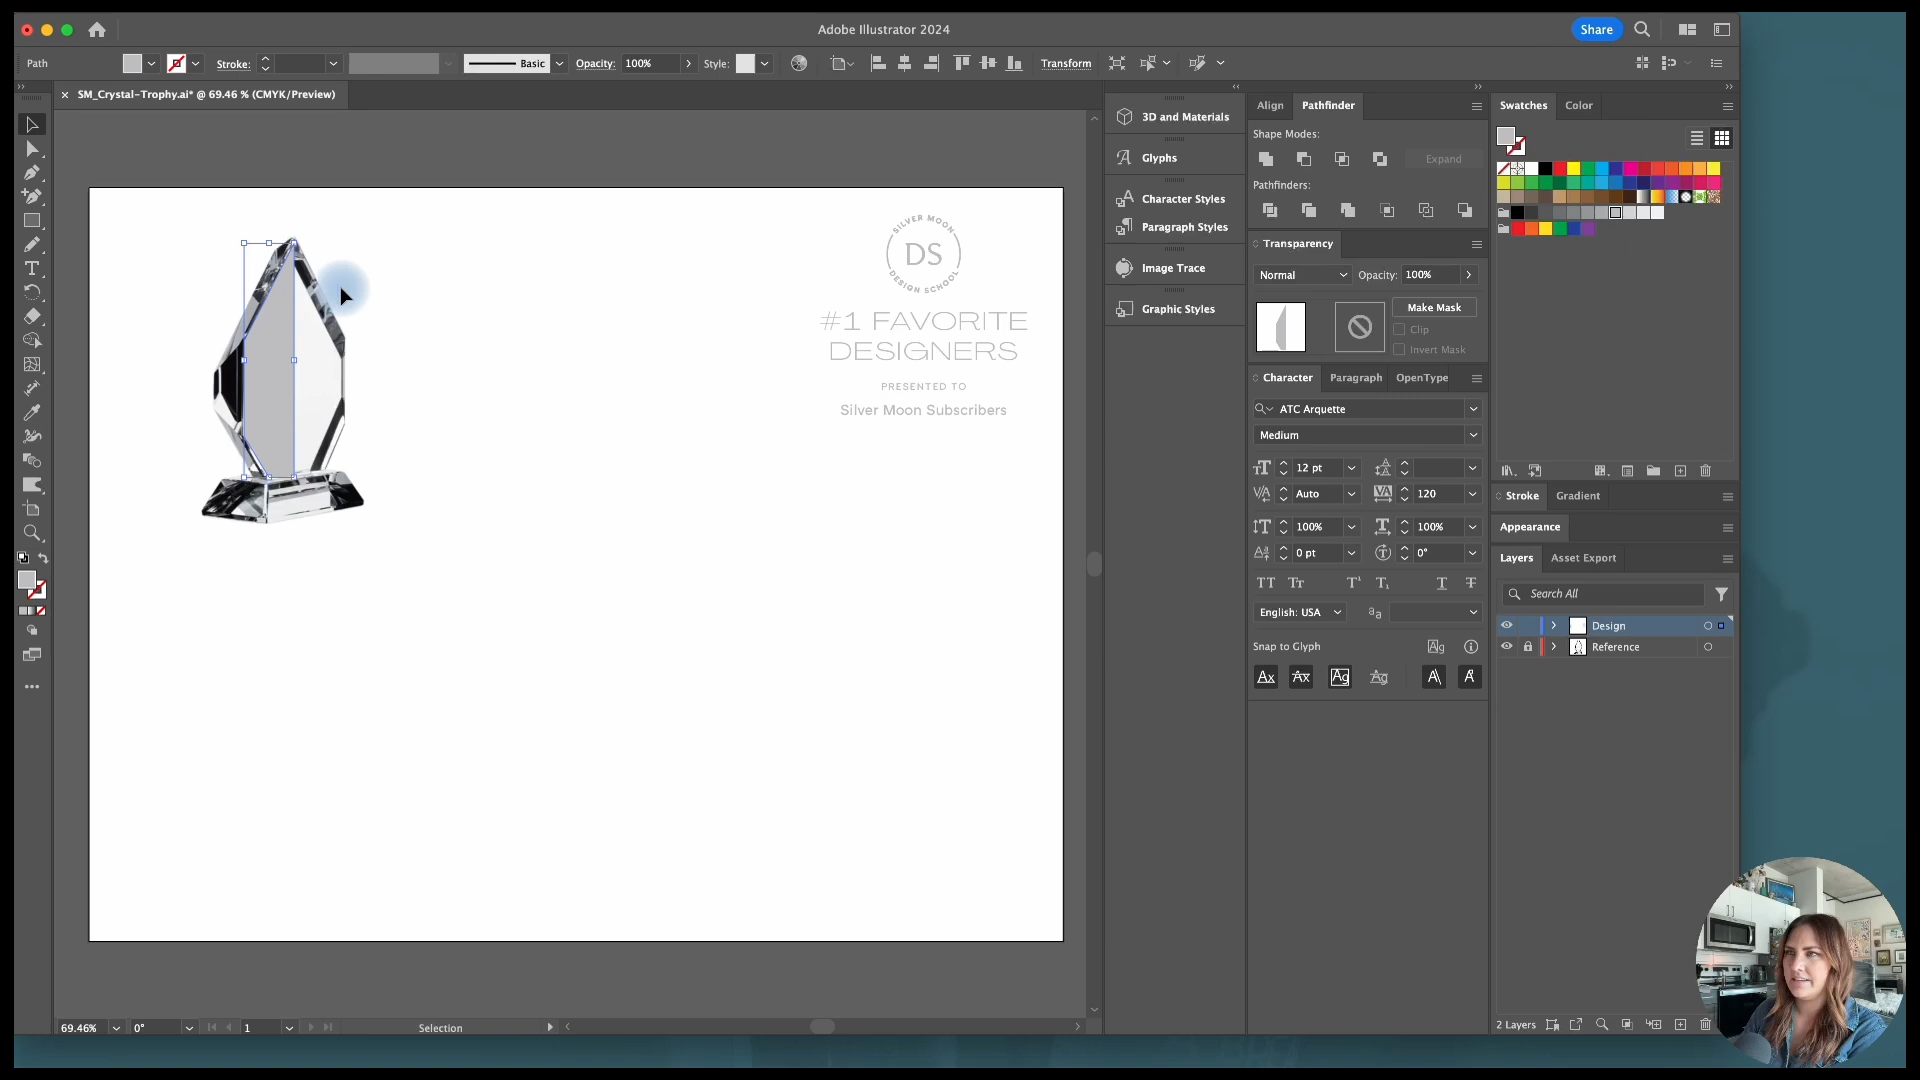 Adobe Illustrator 2024
Share
Path
Stroke:
Basic
Opacity:
100%
Style:
Transform
SM_Crystal-Trophy.ai* @ 69.46 % (CMYK/Preview)
3D and Materials
Glyphs
Character Styles
Paragraph Styles
Image Trace
Graphic Styles
Align
Pathfinder
Shape Modes:
Expand
Pathfinders:
Transparency
Normal
Opacity:
100%
Make Mask
Clip
Invert Mask
Character
Paragraph
OpenType
ATC Arquette
Medium
12 pt
Auto
120
100%
100%
0 pt
0°
English: USA
Snap to Glyph
Swatches
Color
Stroke
Gradient
Appearance
Layers
Asset Export
Search All
Design
Reference
2 Layers
SILVER MOON
DS
DESIGN SCHOOL
#1 FAVORITE
DESIGNERS
PRESENTED TO
Silver Moon Subscribers
69.46%
0°
1
Selection